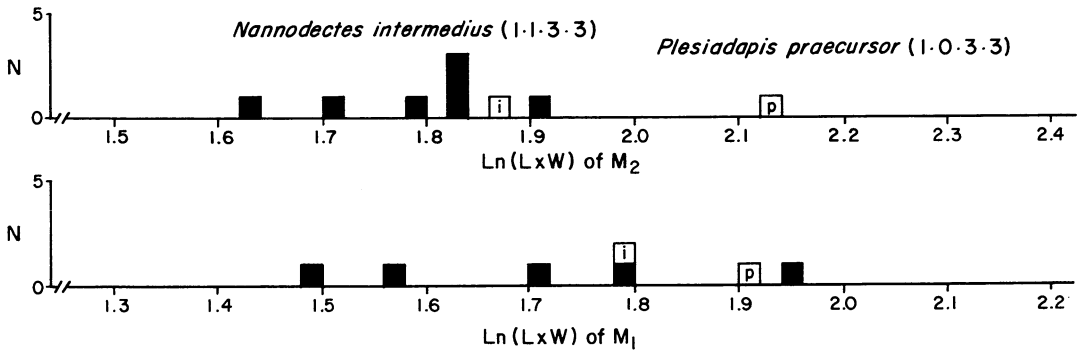 5
Nannodectes intermedius (1·1·3·3)
Plesiadapis praecursor (1·0·3·3)
N
i
p
0
1.5 1.6 1.7 1.8 1.9 2.0 2.1 2.2 2.3 2.4
Ln (LxW) of M₂
5
N
i
p
0
1.3 1.4 1.5 1.6 1.7 1.8 1.9 2.0 2.1 2.2
Ln (LxW) of M₁